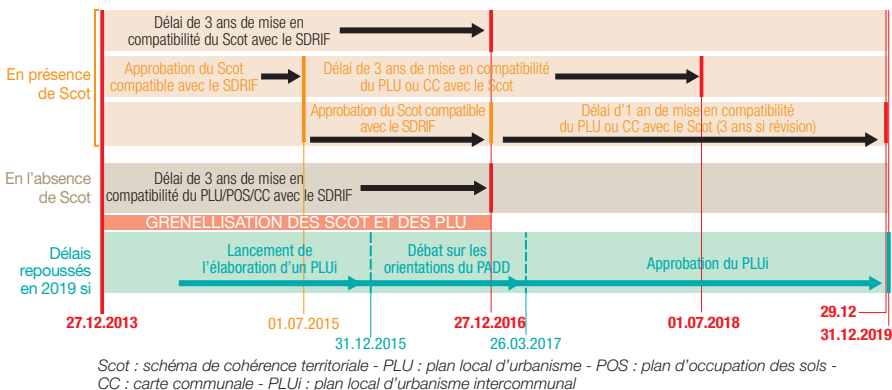 Délai de 3 ans de mise en
compatibilité du Scot avec le SDRIF
En présence
de Scot
Approbation du Scot
compatible avec le SDRIF
Délai de 3 ans de mise en compatibilité
du PLU ou CC avec le Scot
Approbation du Scot compatible
avec le SDRIF
Délai d'1 an de mise en compatibilité
du PLU ou CC avec le Scot (3 ans si révision)
En l'absence
de Scot
Délai de 3 ans de mise en
compatibilité du PLU/POS/CC avec le SDRIF
GRENELLISATION DES SCOT ET DES PLU
Délais
repoussés
en 2019 si
Lancement de
l'élaboration d'un PLUi
Débat sur les
orientations du PADD
Approbation du PLUi
27.12.2013
01.07.2015
31.12.2015
27.12.2016
26.03.2017
01.07.2018
29.12
31.12.2019
Scot : schéma de cohérence territoriale - PLU : plan local d'urbanisme - POS : plan d'occupation des sols -
CC : carte communale - PLUi : plan local d'urbanisme intercommunal